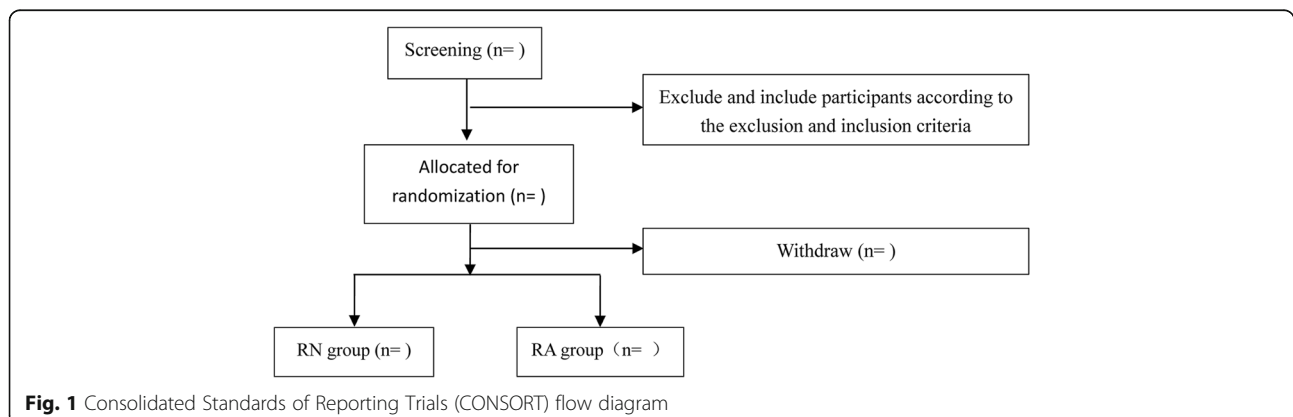 Screening (n= )
Exclude and include participants according to
the exclusion and inclusion criteria
Allocated for
randomization (n= )
Withdraw (n= )
RN group (n= )
RA group（n= ）
Fig. 1 Consolidated Standards of Reporting Trials (CONSORT) flow diagram